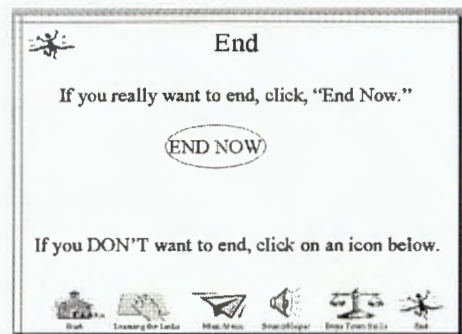 End
If you really want to end, click, “End Now.”
END NOW
If you DON’T want to end, click on an icon below.